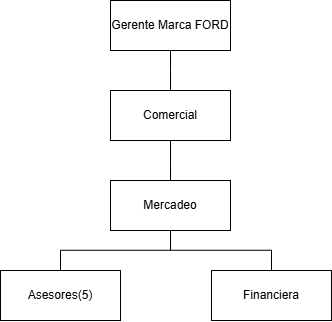 Gerente Marca FORD
Comercial
Mercadeo
Asesores(5)
Financiera